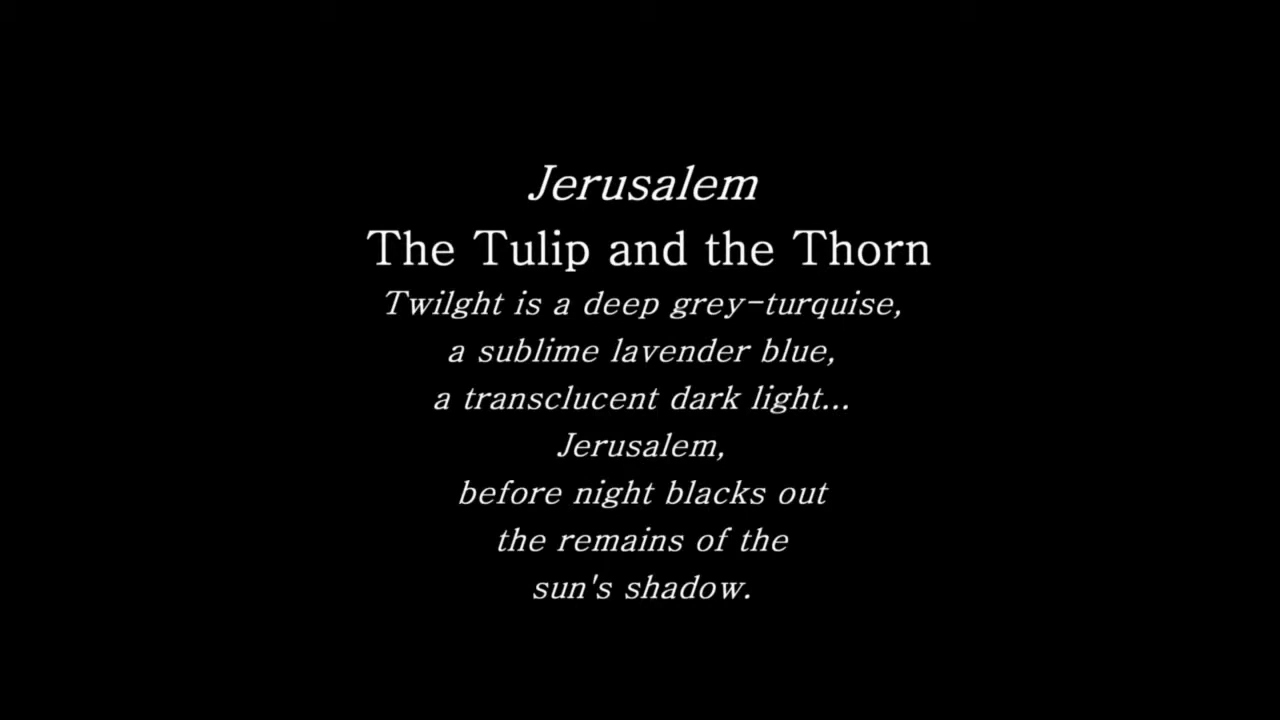 Jerusalem
The Tulip and the Thorn
Twilght is a deep grey-turquise,
a sublime lavender blue,
a transclucent dark light...
Jerusalem,
before night blacks out
the remains of the
sun's shadow.